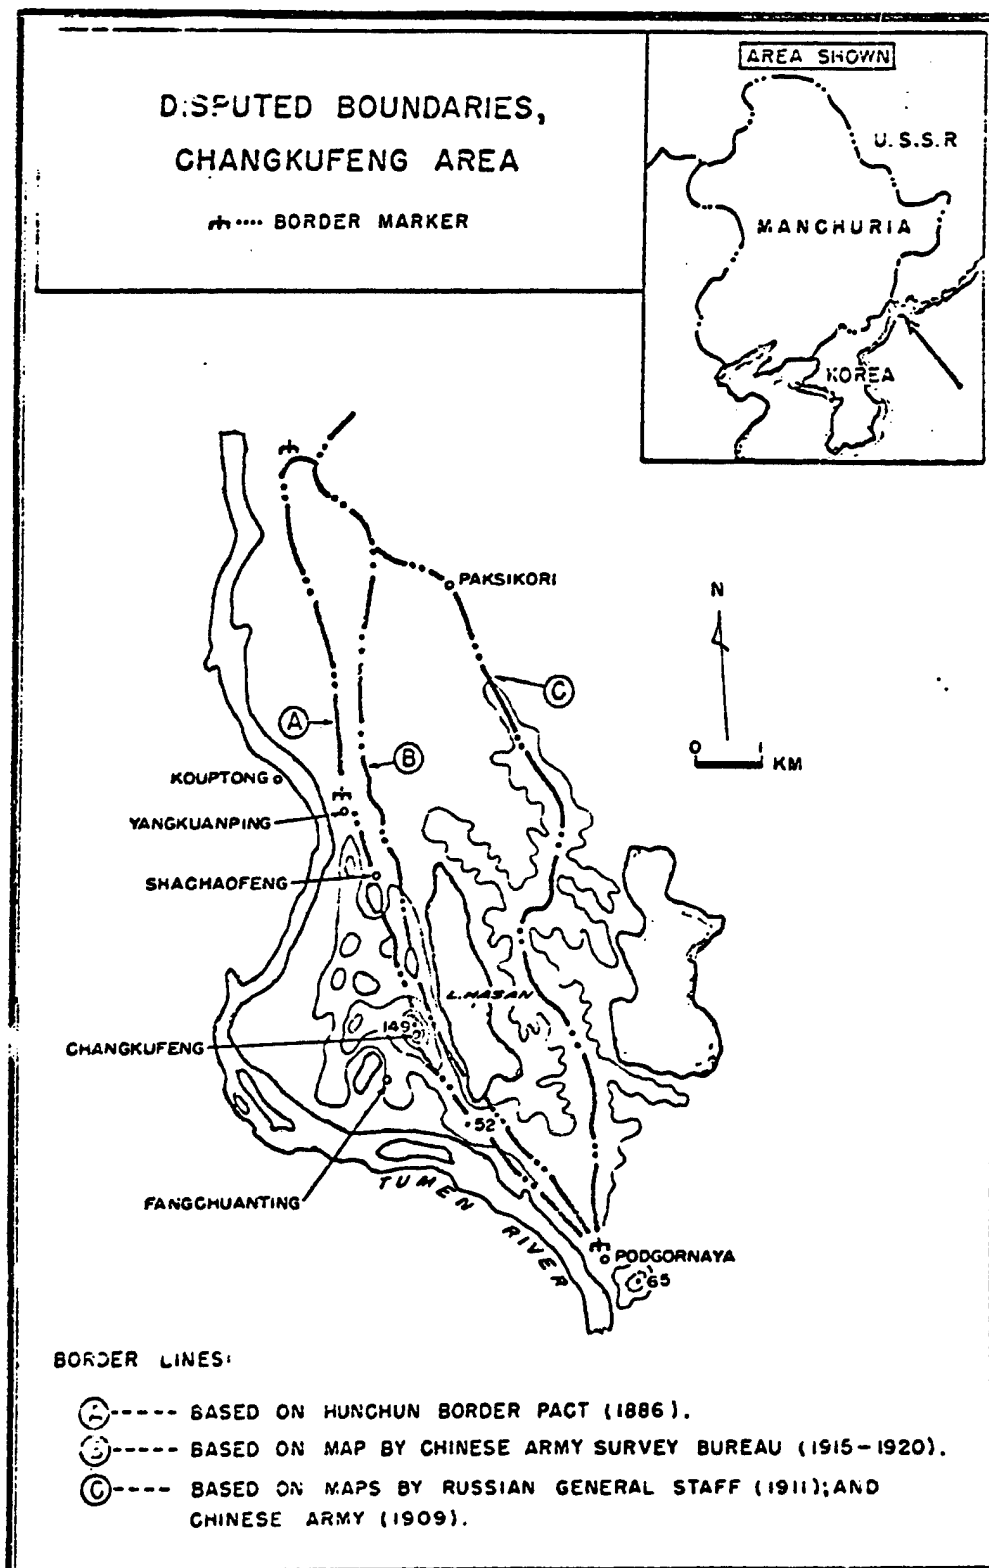 DISPUTED BOUNDARIES,
CHANGKUFENG AREA
BORDER MARKER
AREA SHOWN
U.S.S.R
MANCHURIA
KOREA
PAKSIKORI
N
C
A
B
0 1
KM
KOUPTONG
YANGKUANPING
SHACHAOFENG
L. HASAN
149
CHANGKUFENG
52
FANGCHUANTING
TUMEN RIVER
PODGORNAYA
65
BORDER LINES:
A ----- BASED ON HUNCHUN BORDER PACT (1886).
B ----- BASED ON MAP BY CHINESE ARMY SURVEY BUREAU (1915-1920).
C ---- BASED ON MAPS BY RUSSIAN GENERAL STAFF (1911); AND
CHINESE ARMY (1909).